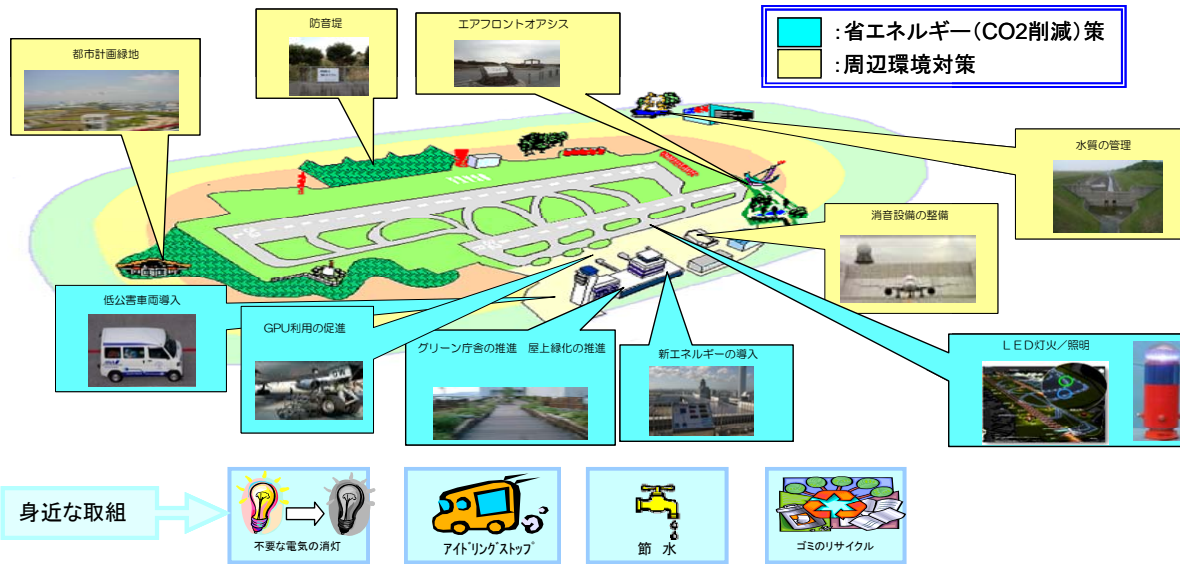 都市計画緑地
防音堤
エアフロントオアシス
:省エネルギー(CO2削減)策
:周辺環境対策
水質の管理
消音設備の整備
低公害車両導入
GPU利用の促進
グリーン庁舎の推進 屋上緑化の推進
新エネルギーの導入
LED灯火/照明
身近な取組
不要な電気の消灯
アイドリングストップ
節 水
ゴミのリサイクル